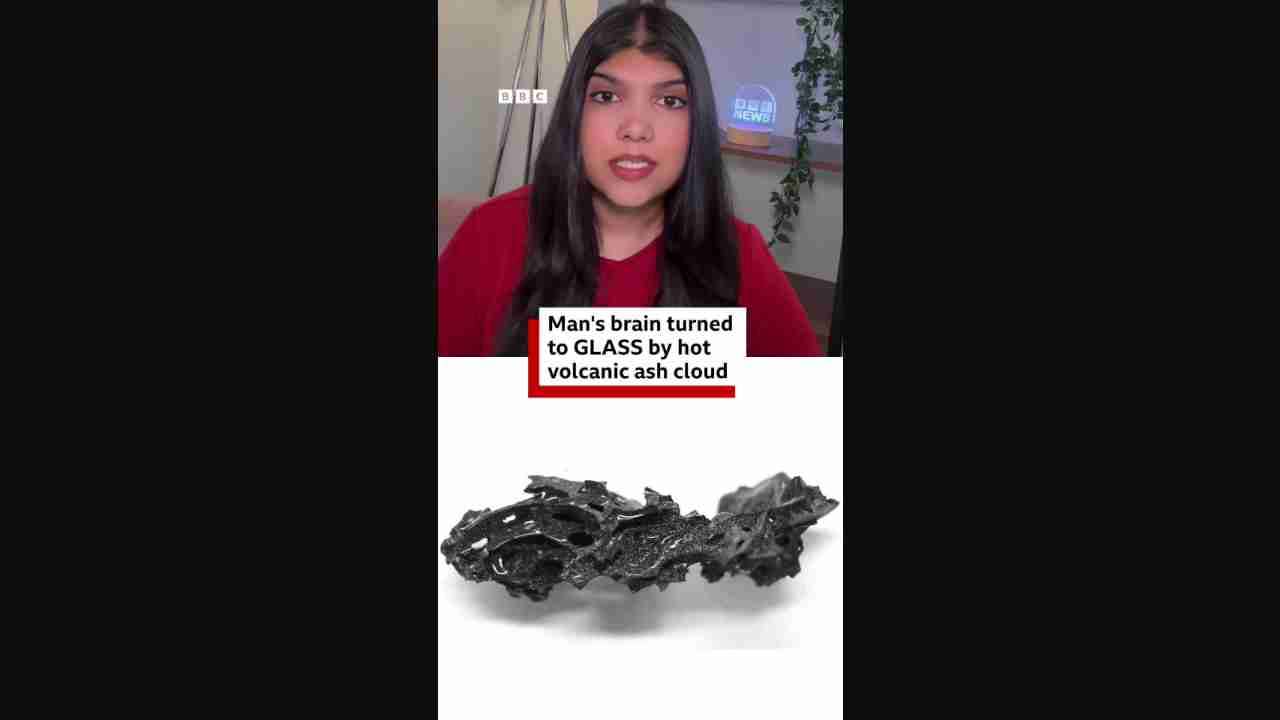 BBC
BBC
NEWS
Man's brain turned
to GLASS by hot
volcanic ash cloud